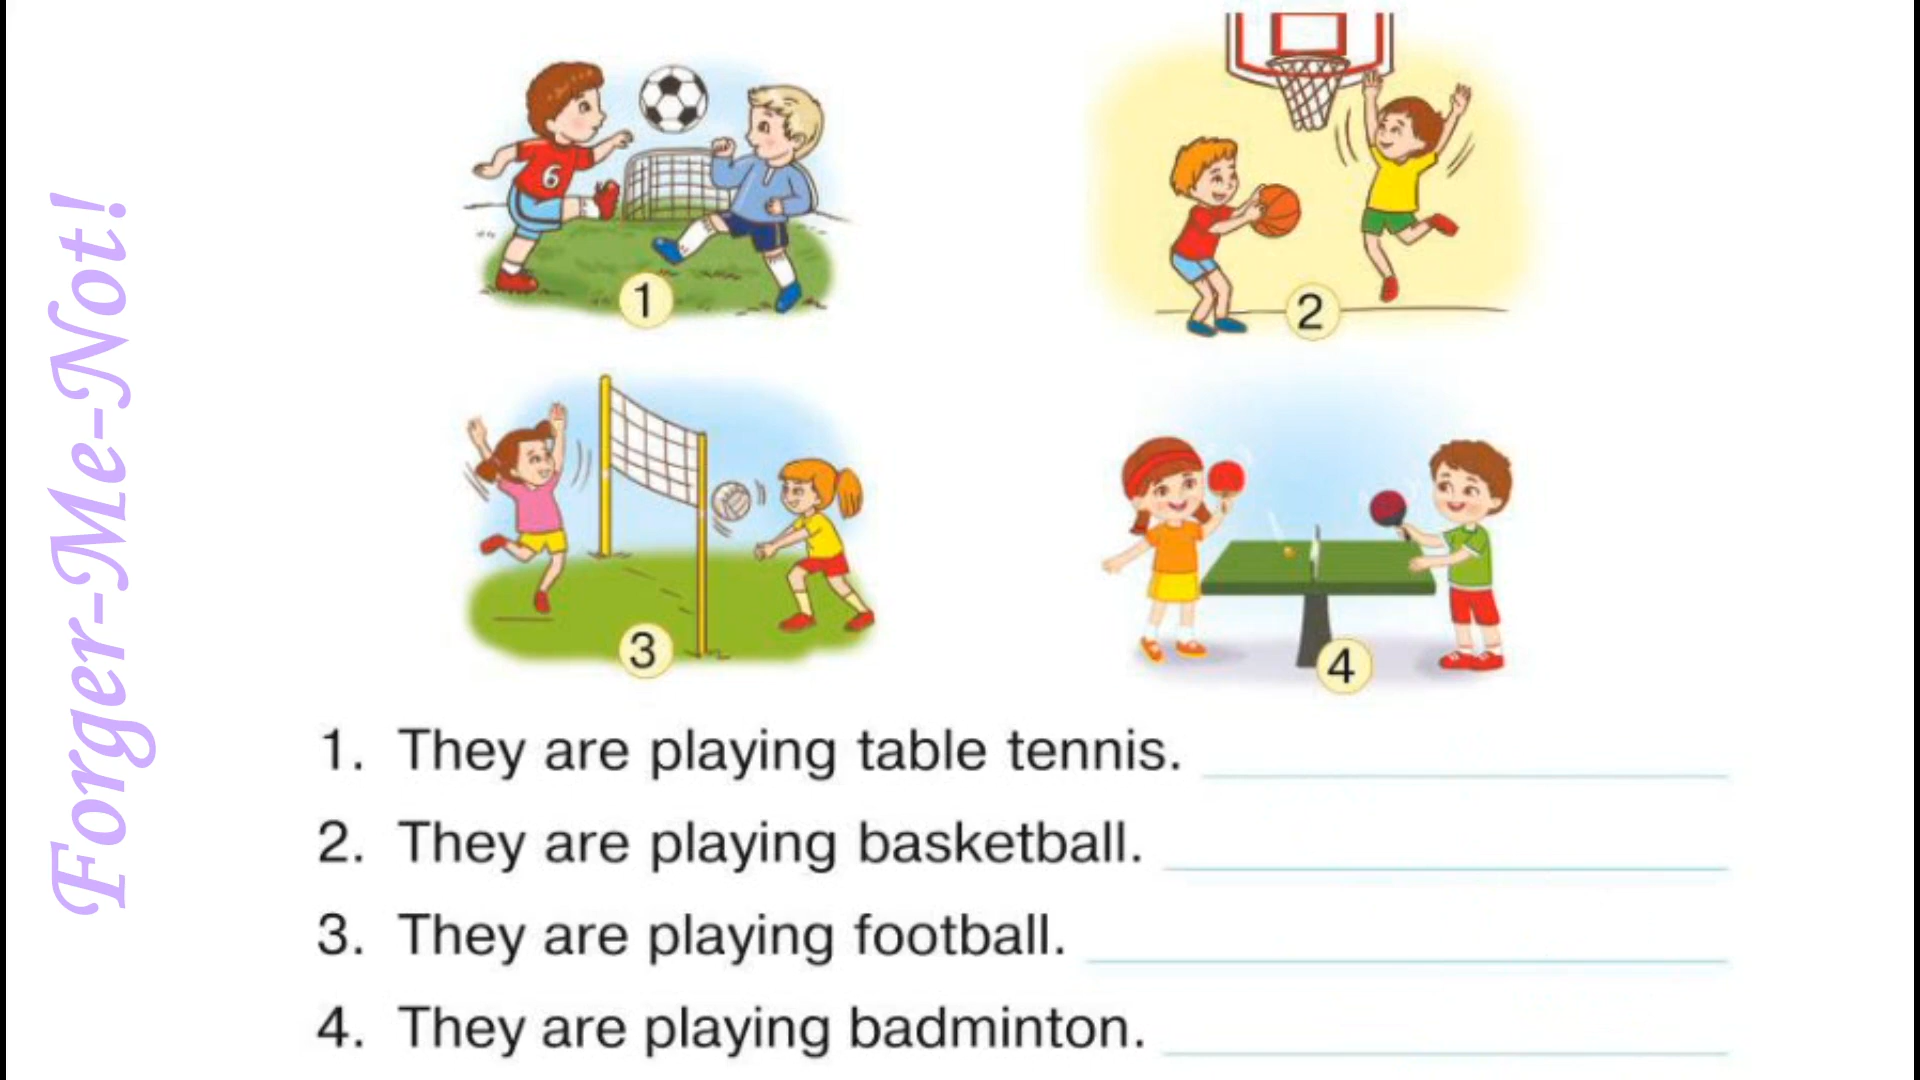 Forger-Me-Not!
6
1
2
3
4
1. They are playing table tennis.
2. They are playing basketball.
3. They are playing football.
4. They are playing badminton.